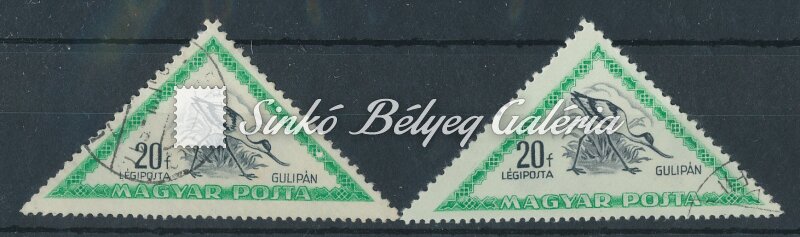 Sinkó Bélyeg Galéria
20f
LÉGIPOSTA
GULIPÁN
MAGYAR POSTA
20f
LÉGIPOSTA
GULIPÁN
MAGYAR POSTA